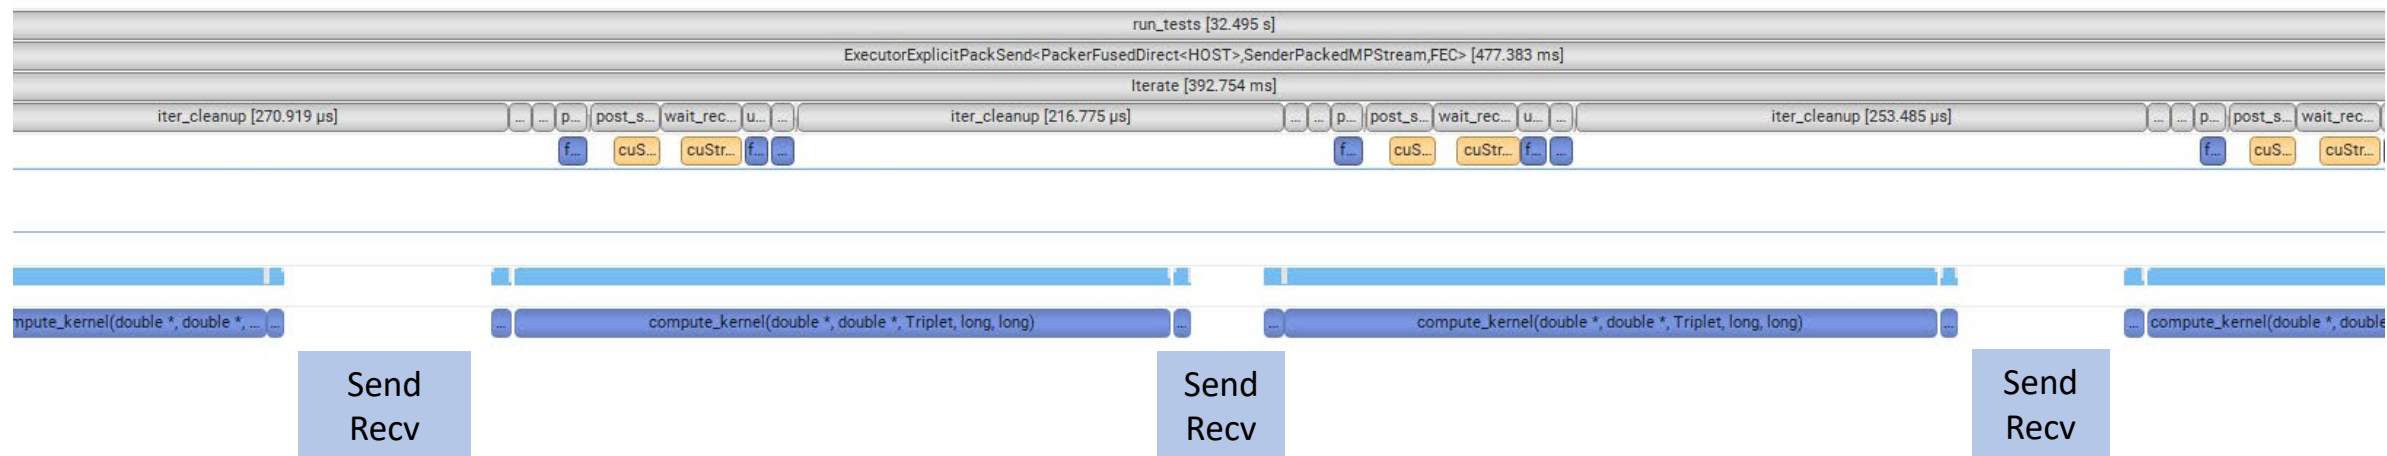 run_tests [32.495 s]
ExecutorExplicitPackSend<PackerFusedDirect<HOST>,SenderPackedMPStream,FEC> [477.383 ms]
Iterate [392.754 ms]
iter_cleanup [270.919 µs] ... ... p... post_s... wait_rec... u... ... iter_cleanup [216.775 µs] ... ... p... post_s... wait_rec... u... ... iter_cleanup [253.485 µs] ... ... p... post_s... wait_rec...
f... cuS... cuStr... f... ... f... cuS... cuStr... f... ... f... cuS... cuStr...
mpute_kernel(double *, double *, ... ... ... compute_kernel(double *, double *, Triplet, long, long) ... ... compute_kernel(double *, double *, Triplet, long, long) ... ... compute_kernel(double *, double
Send
Recv
Send
Recv
Send
Recv